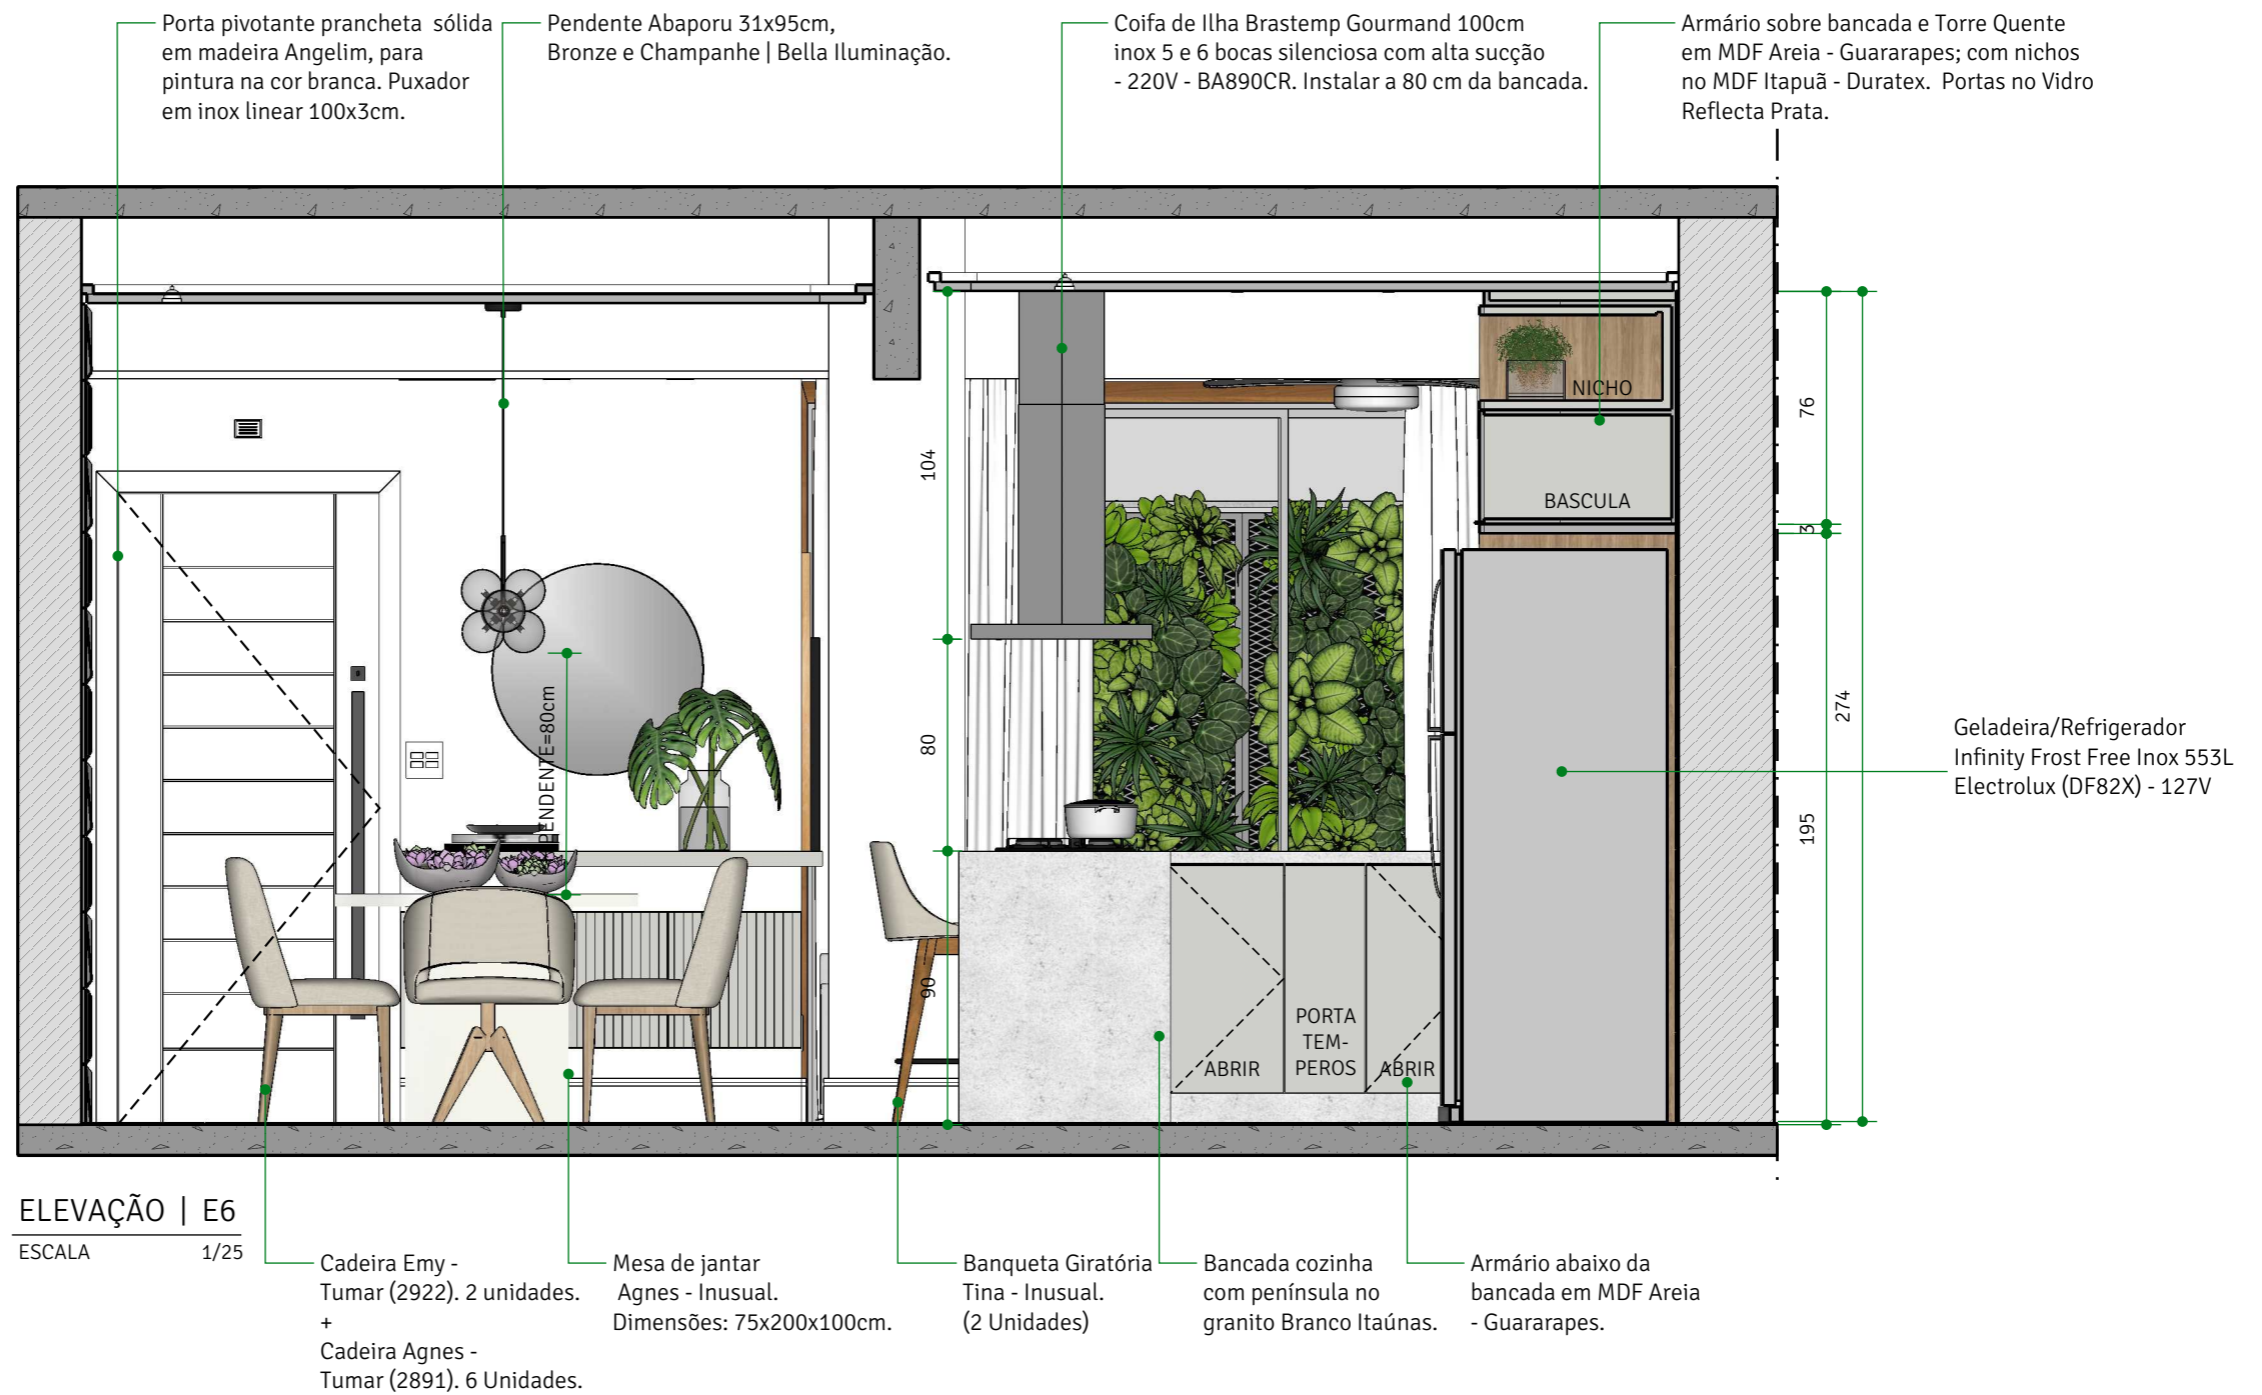 Porta pivotante prancheta sólida
em madeira Angelim, para
pintura na cor branca. Puxador
em inox linear 100x3cm.
Pendente Abaporu 31x95cm,
Bronze e Champanhe | Bella Iluminação.
Coifa de Ilha Brastemp Gourmand 100cm
inox 5 e 6 bocas silenciosa com alta sucção
- 220V - BA890CR. Instalar a 80 cm da bancada.
Armário sobre bancada e Torre Quente
em MDF Areia - Guararapes; com nichos
no MDF Itapuã - Duratex. Portas no Vidro
Reflecta Prata.
NICHO
BASCULA
76
3
104
274
195
80
90
PENDENTE=80cm
Geladeira/Refrigerador
Infinity Frost Free Inox 553L
Electrolux (DF82X) - 127V
ABRIR
PORTA
TEM-
PEROS
ABRIR
ELEVAÇÃO | E6
ESCALA 1/25
Cadeira Emy -
Tumar (2922). 2 unidades.
+
Cadeira Agnes -
Tumar (2891). 6 Unidades.
Mesa de jantar
Agnes - Inusual.
Dimensões: 75x200x100cm.
Banqueta Giratória
Tina - Inusual.
(2 Unidades)
Bancada cozinha
com península no
granito Branco Itaúnas.
Armário abaixo da
bancada em MDF Areia
- Guararapes.